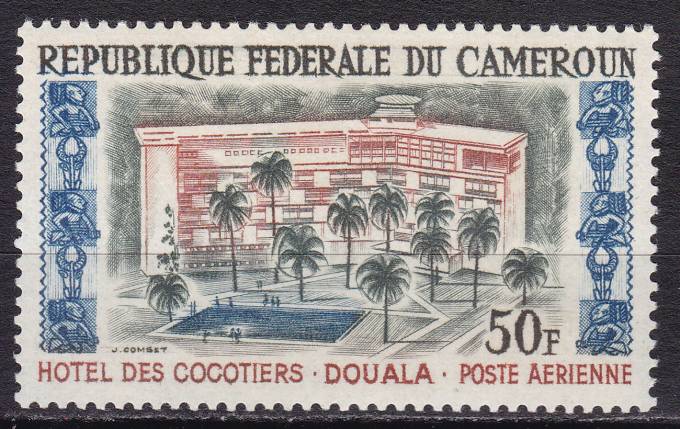 REPUBLIQUE FEDERALE DU CAMEROUN
50F
J. COMBET
HOTEL DES COCOTIERS · DOUALA · POSTE AERIENNE